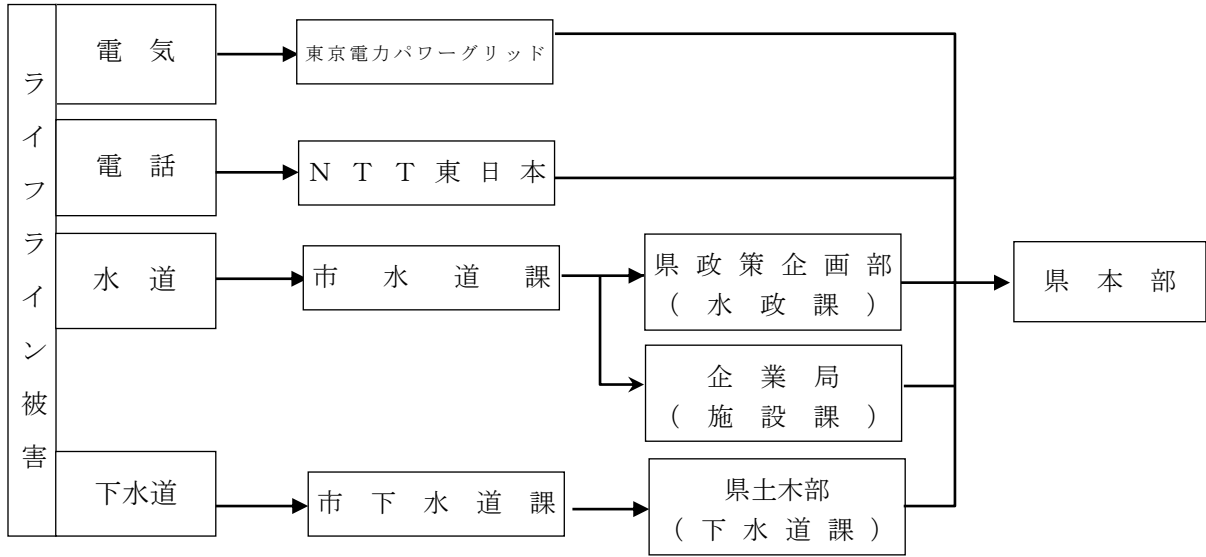 ライフライン被害
電気
東京電力パワーグリッド
電話
NTT東日本
水道
市水道課
県政策企画部
(水政課)
県本部
企業局
(施設課)
下水道
市下水道課
県土木部
(下水道課)